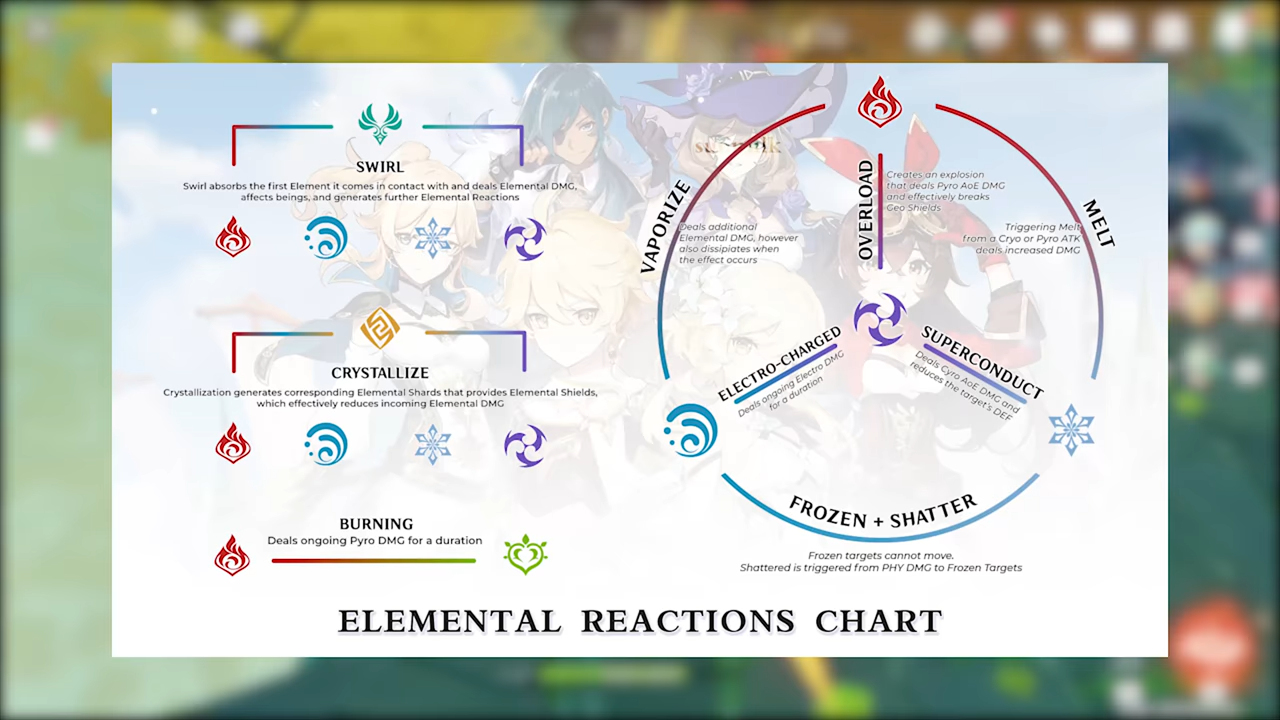 SWIRL
Swirl absorbs the first Element it comes in contact with and deals Elemental DMG,
affects beings, and generates further Elemental Reactions
CRYSTALLIZE
Crystallization generates corresponding Elemental Shards that provides Elemental Shields,
which effectively reduces incoming Elemental DMG
BURNING
Deals ongoing Pyro DMG for a duration
VAPORIZE
Deals additional
Elemental DMG, however
also dissipiates when
the effect occurs
OVERLOAD
Creates an explosion
that deals Pyro AoE DMG
and effectively breaks
Geo Shields
MELT
Triggering Melt
from a Cryo or Pyro ATK
deals increased DMG
ELECTRO-CHARGED
Deals ongoing Electro DMG
for a duration
SUPERCONDUCT
Deals Cyro AoE DMG and
reduces the target's DEF
FROZEN + SHATTER
Frozen targets cannot move.
Shattered is triggered from PHY DMG to Frozen Targets
ELEMENTAL REACTIONS CHART